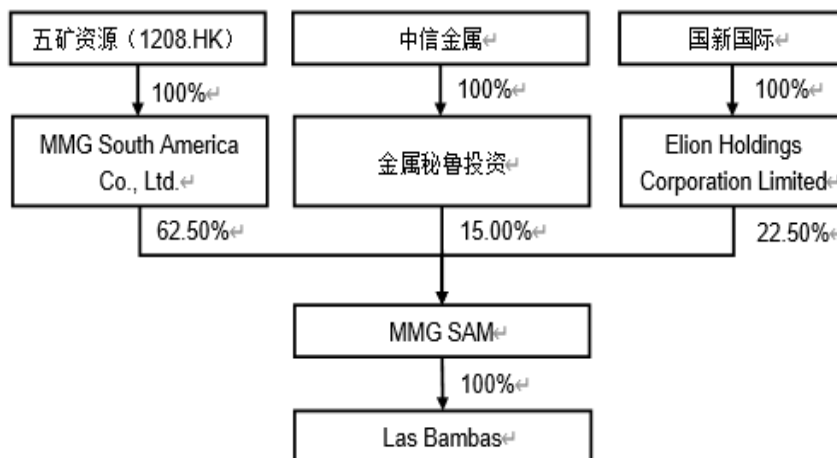 五矿资源（1208.HK）
中信金属↵
国新国际↵
100%↵
100%↵
100%↵
MMG South America
Co., Ltd.↵
金属秘鲁投资↵
Elion Holdings
Corporation Limited↵
62.50%↵
15.00%↵
22.50%↵
MMG SAM↵
100%↵
Las Bambas↵